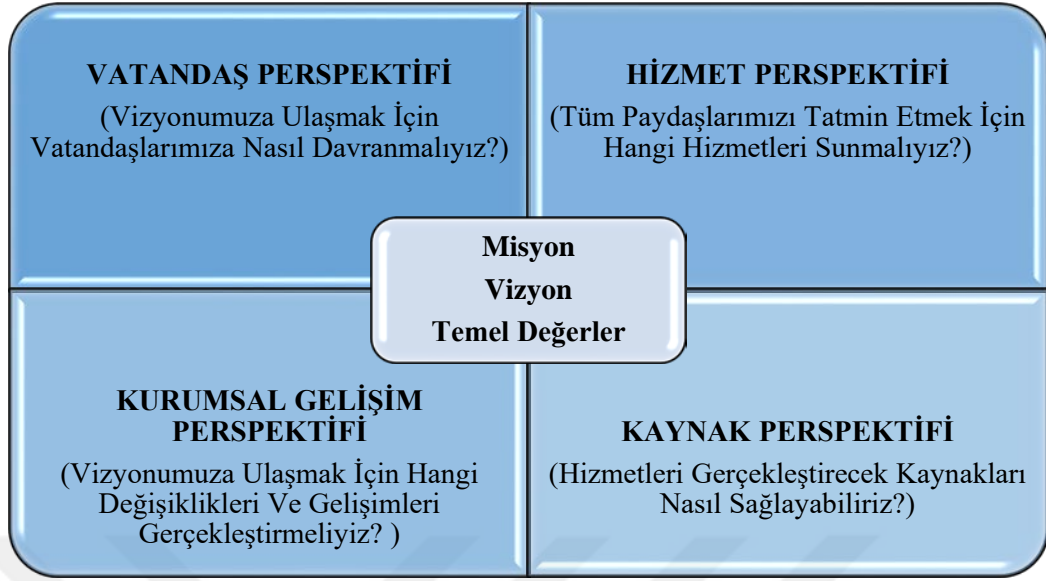 VATANDAŞ PERSPEKTİFİ
(Vizyonumuza Ulaşmak İçin
Vatandaşlarımıza Nasıl Davranmalıyız?)
HİZMET PERSPEKTİFİ
(Tüm Paydaşlarımızı Tatmin Etmek İçin
Hangi Hizmetleri Sunmalıyız?)
Misyon
Vizyon
Temel Değerler
KURUMSAL GELİŞİM
PERSPEKTİFİ
(Vizyonumuza Ulaşmak İçin Hangi
Değişiklikleri Ve Gelişimleri
Gerçekleştirmeliyiz? )
KAYNAK PERSPEKTİFİ
(Hizmetleri Gerçekleştirecek Kaynakları
Nasıl Sağlayabiliriz?)